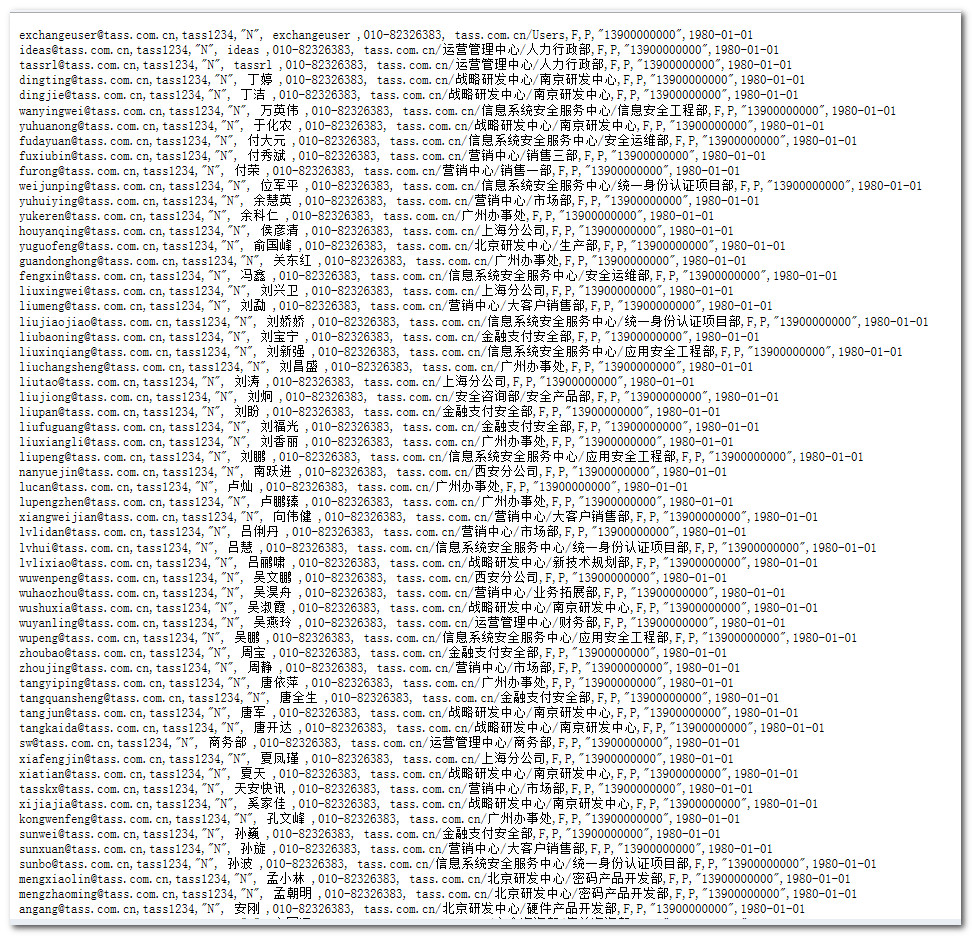 exchangeuser@tass.com.cn,tass1234,"N", exchangeuser ,010-82326383, tass.com.cn/Users,F,P,"13900000000",1980-01-01
ideas@tass.com.cn,tass1234,"N", ideas ,010-82326383, tass.com.cn/运营管理中心/人力行政部,F,P,"13900000000",1980-01-01
tassrl@tass.com.cn,tass1234,"N", tassrl ,010-82326383, tass.com.cn/运营管理中心/人力行政部,F,P,"13900000000",1980-01-01
dingting@tass.com.cn,tass1234,"N", 丁婷 ,010-82326383, tass.com.cn/战略研发中心/南京研发中心,F,P,"13900000000",1980-01-01
dingjie@tass.com.cn,tass1234,"N", 丁洁 ,010-82326383, tass.com.cn/战略研发中心/南京研发中心,F,P,"13900000000",1980-01-01
wanyingwei@tass.com.cn,tass1234,"N", 万英伟 ,010-82326383, tass.com.cn/信息系统安全服务中心/信息安全工程部,F,P,"13900000000",1980-01-01
yuhuanong@tass.com.cn,tass1234,"N", 于化农 ,010-82326383, tass.com.cn/战略研发中心/南京研发中心,F,P,"13900000000",1980-01-01
fudayuan@tass.com.cn,tass1234,"N", 付大元 ,010-82326383, tass.com.cn/信息系统安全服务中心/安全运维部,F,P,"13900000000",1980-01-01
fuxiubin@tass.com.cn,tass1234,"N", 付秀斌 ,010-82326383, tass.com.cn/营销中心/销售三部,F,P,"13900000000",1980-01-01
furong@tass.com.cn,tass1234,"N", 付荣 ,010-82326383, tass.com.cn/营销中心/销售一部,F,P,"13900000000",1980-01-01
weijunping@tass.com.cn,tass1234,"N", 位军平 ,010-82326383, tass.com.cn/信息系统安全服务中心/统一身份认证项目部,F,P,"13900000000",1980-01-01
yuhuiying@tass.com.cn,tass1234,"N", 余慧英 ,010-82326383, tass.com.cn/营销中心/市场部,F,P,"13900000000",1980-01-01
yukeren@tass.com.cn,tass1234,"N", 余科仁 ,010-82326383, tass.com.cn/广州办事处,F,P,"13900000000",1980-01-01
houyanqing@tass.com.cn,tass1234,"N", 侯彦清 ,010-82326383, tass.com.cn/上海分公司,F,P,"13900000000",1980-01-01
yuguofeng@tass.com.cn,tass1234,"N", 俞国峰 ,010-82326383, tass.com.cn/北京研发中心/生产部,F,P,"13900000000",1980-01-01
guandonghong@tass.com.cn,tass1234,"N", 关东红 ,010-82326383, tass.com.cn/广州办事处,F,P,"13900000000",1980-01-01
fengxin@tass.com.cn,tass1234,"N", 冯鑫 ,010-82326383, tass.com.cn/信息系统安全服务中心/安全运维部,F,P,"13900000000",1980-01-01
liuxingwei@tass.com.cn,tass1234,"N", 刘兴卫 ,010-82326383, tass.com.cn/上海分公司,F,P,"13900000000",1980-01-01
liumeng@tass.com.cn,tass1234,"N", 刘勐 ,010-82326383, tass.com.cn/营销中心/大客户销售部,F,P,"13900000000",1980-01-01
liujiaojiao@tass.com.cn,tass1234,"N", 刘娇娇 ,010-82326383, tass.com.cn/信息系统安全服务中心/统一身份认证项目部,F,P,"13900000000",1980-01-01
liubaoning@tass.com.cn,tass1234,"N", 刘宝宁 ,010-82326383, tass.com.cn/金融支付安全部,F,P,"13900000000",1980-01-01
liuxinqiang@tass.com.cn,tass1234,"N", 刘新强 ,010-82326383, tass.com.cn/信息系统安全服务中心/应用安全工程部,F,P,"13900000000",1980-01-01
liuchangsheng@tass.com.cn,tass1234,"N", 刘昌盛 ,010-82326383, tass.com.cn/广州办事处,F,P,"13900000000",1980-01-01
liutao@tass.com.cn,tass1234,"N", 刘涛 ,010-82326383, tass.com.cn/上海分公司,F,P,"13900000000",1980-01-01
liujiong@tass.com.cn,tass1234,"N", 刘炯 ,010-82326383, tass.com.cn/安全咨询部/安全产品部,F,P,"13900000000",1980-01-01
liupan@tass.com.cn,tass1234,"N", 刘盼 ,010-82326383, tass.com.cn/金融支付安全部,F,P,"13900000000",1980-01-01
liufuguang@tass.com.cn,tass1234,"N", 刘福光 ,010-82326383, tass.com.cn/金融支付安全部,F,P,"13900000000",1980-01-01
liuxiangli@tass.com.cn,tass1234,"N", 刘香丽 ,010-82326383, tass.com.cn/广州办事处,F,P,"13900000000",1980-01-01
liupeng@tass.com.cn,tass1234,"N", 刘鹏 ,010-82326383, tass.com.cn/信息系统安全服务中心/应用安全工程部,F,P,"13900000000",1980-01-01
nanyuejin@tass.com.cn,tass1234,"N", 南跃进 ,010-82326383, tass.com.cn/西安分公司,F,P,"13900000000",1980-01-01
lucan@tass.com.cn,tass1234,"N", 卢灿 ,010-82326383, tass.com.cn/广州办事处,F,P,"13900000000",1980-01-01
lupengzhen@tass.com.cn,tass1234,"N", 卢鹏臻 ,010-82326383, tass.com.cn/广州办事处,F,P,"13900000000",1980-01-01
xiangweijian@tass.com.cn,tass1234,"N", 向伟健 ,010-82326383, tass.com.cn/营销中心/大客户销售部,F,P,"13900000000",1980-01-01
lvlidan@tass.com.cn,tass1234,"N", 吕俐丹 ,010-82326383, tass.com.cn/营销中心/市场部,F,P,"13900000000",1980-01-01
lvhui@tass.com.cn,tass1234,"N", 吕慧 ,010-82326383, tass.com.cn/信息系统安全服务中心/统一身份认证项目部,F,P,"13900000000",1980-01-01
lvlixiao@tass.com.cn,tass1234,"N", 吕郦啸 ,010-82326383, tass.com.cn/战略研发中心/新技术规划部,F,P,"13900000000",1980-01-01
wuwenpeng@tass.com.cn,tass1234,"N", 吴文鹏 ,010-82326383, tass.com.cn/西安分公司,F,P,"13900000000",1980-01-01
wuhaozhou@tass.com.cn,tass1234,"N", 吴淏舟 ,010-82326383, tass.com.cn/营销中心/业务拓展部,F,P,"13900000000",1980-01-01
wushuxia@tass.com.cn,tass1234,"N", 吴淑霞 ,010-82326383, tass.com.cn/战略研发中心/南京研发中心,F,P,"13900000000",1980-01-01
wuyanling@tass.com.cn,tass1234,"N", 吴燕玲 ,010-82326383, tass.com.cn/运营管理中心/财务部,F,P,"13900000000",1980-01-01
wupeng@tass.com.cn,tass1234,"N", 吴鹏 ,010-82326383, tass.com.cn/信息系统安全服务中心/应用安全工程部,F,P,"13900000000",1980-01-01
zhoubao@tass.com.cn,tass1234,"N", 周宝 ,010-82326383, tass.com.cn/金融支付安全部,F,P,"13900000000",1980-01-01
zhoujing@tass.com.cn,tass1234,"N", 周静 ,010-82326383, tass.com.cn/营销中心/市场部,F,P,"13900000000",1980-01-01
tangyiping@tass.com.cn,tass1234,"N", 唐依萍 ,010-82326383, tass.com.cn/广州办事处,F,P,"13900000000",1980-01-01
tangquansheng@tass.com.cn,tass1234,"N", 唐全生 ,010-82326383, tass.com.cn/金融支付安全部,F,P,"13900000000",1980-01-01
tangjun@tass.com.cn,tass1234,"N", 唐军 ,010-82326383, tass.com.cn/战略研发中心/南京研发中心,F,P,"13900000000",1980-01-01
tangkaida@tass.com.cn,tass1234,"N", 唐开达 ,010-82326383, tass.com.cn/战略研发中心/南京研发中心,F,P,"13900000000",1980-01-01
sw@tass.com.cn,tass1234,"N", 商务部 ,010-82326383, tass.com.cn/运营管理中心/商务部,F,P,"13900000000",1980-01-01
xiafengjin@tass.com.cn,tass1234,"N", 夏凤瑾 ,010-82326383, tass.com.cn/上海分公司,F,P,"13900000000",1980-01-01
xiatian@tass.com.cn,tass1234,"N", 夏天 ,010-82326383, tass.com.cn/战略研发中心/南京研发中心,F,P,"13900000000",1980-01-01
tasskx@tass.com.cn,tass1234,"N", 天安快讯 ,010-82326383, tass.com.cn/营销中心/市场部,F,P,"13900000000",1980-01-01
xijiajia@tass.com.cn,tass1234,"N", 奚家佳 ,010-82326383, tass.com.cn/战略研发中心/南京研发中心,F,P,"13900000000",1980-01-01
kongwenfeng@tass.com.cn,tass1234,"N", 孔文峰 ,010-82326383, tass.com.cn/广州办事处,F,P,"13900000000",1980-01-01
sunwei@tass.com.cn,tass1234,"N", 孙巍 ,010-82326383, tass.com.cn/金融支付安全部,F,P,"13900000000",1980-01-01
sunxuan@tass.com.cn,tass1234,"N", 孙旋 ,010-82326383, tass.com.cn/营销中心/大客户销售部,F,P,"13900000000",1980-01-01
sunbo@tass.com.cn,tass1234,"N", 孙波 ,010-82326383, tass.com.cn/信息系统安全服务中心/统一身份认证项目部,F,P,"13900000000",1980-01-01
mengxiaolin@tass.com.cn,tass1234,"N", 孟小林 ,010-82326383, tass.com.cn/北京研发中心/密码产品开发部,F,P,"13900000000",1980-01-01
mengzhaoming@tass.com.cn,tass1234,"N", 孟朝明 ,010-82326383, tass.com.cn/北京研发中心/密码产品开发部,F,P,"13900000000",1980-01-01
angang@tass.com.cn,tass1234,"N", 安刚 ,010-82326383, tass.com.cn/北京研发中心/硬件产品开发部,F,P,"13900000000",1980-01-01